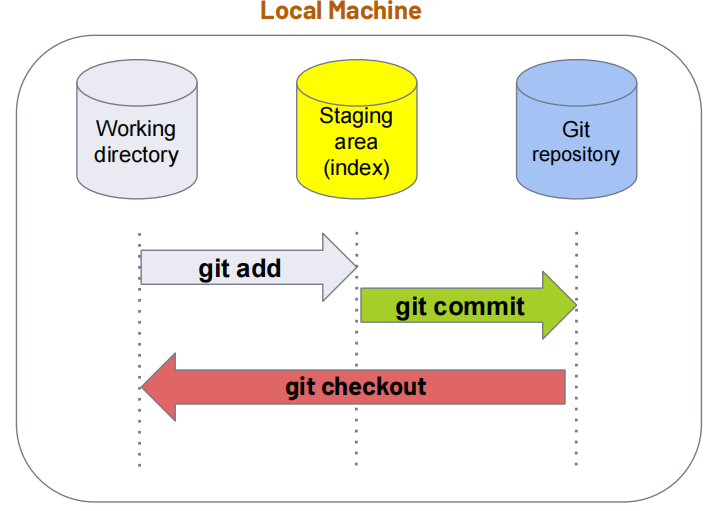 Local Machine
Working
directory
Staging
area
(index)
Git
repository
git add
git commit
git checkout